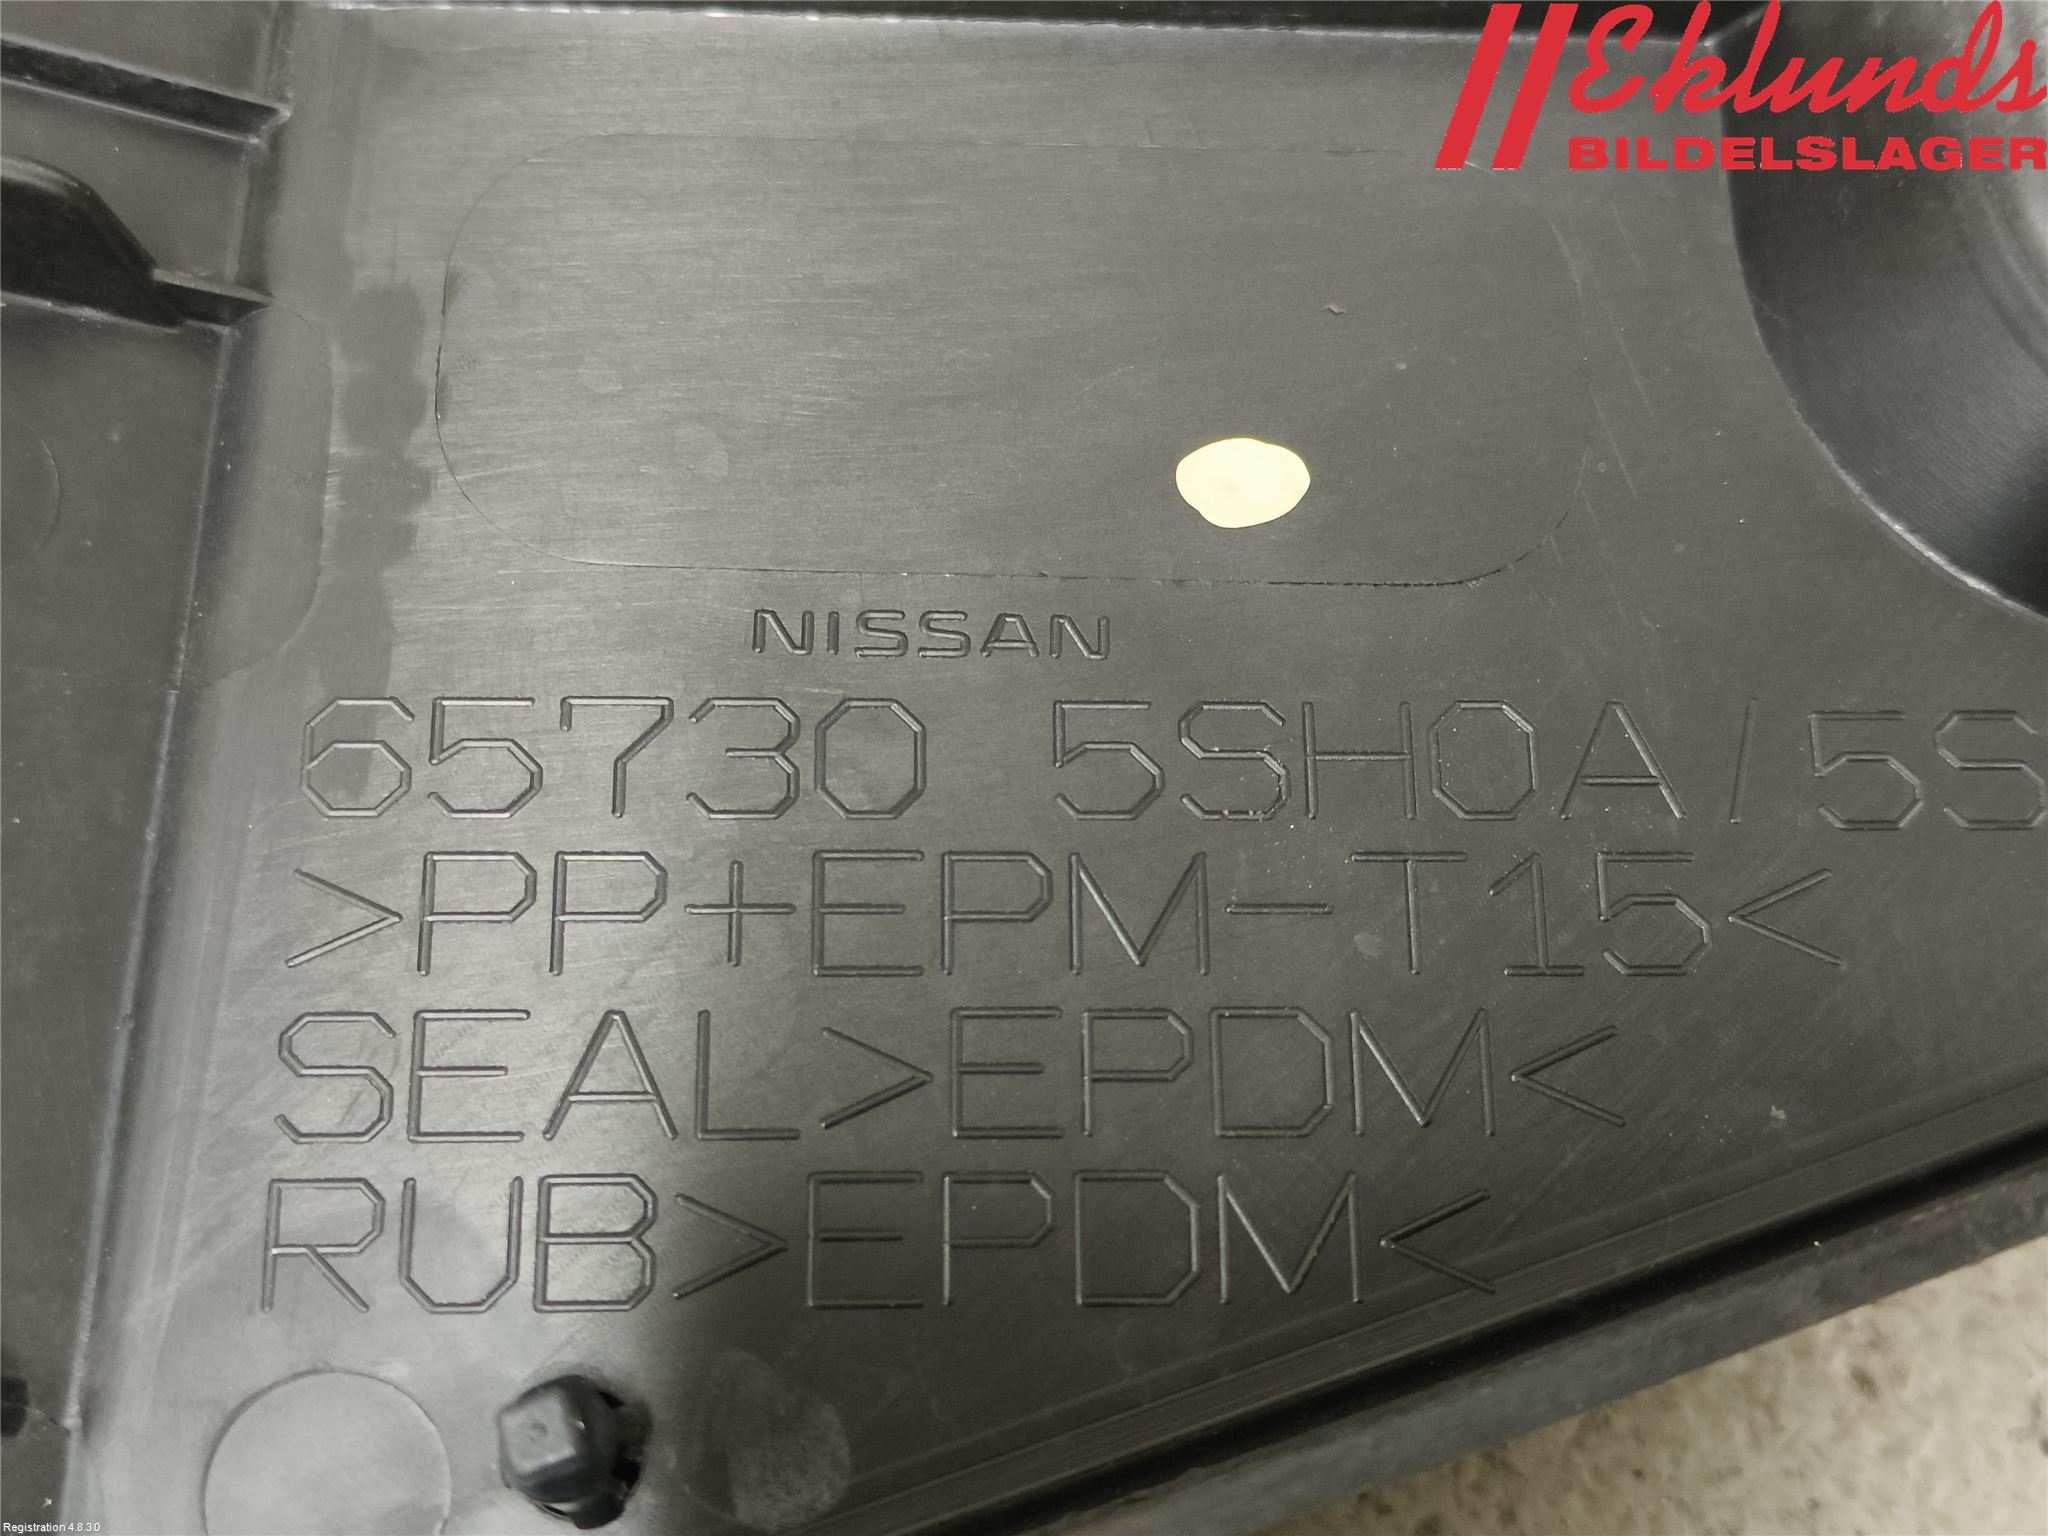 Eklunds
BILDELSLAGER
NISSAN
65730 5SH0A/5S
>PP+EPM-T15<
SEAL>EPDM<
RUB>EPDM<
Registration 4.8.3.0